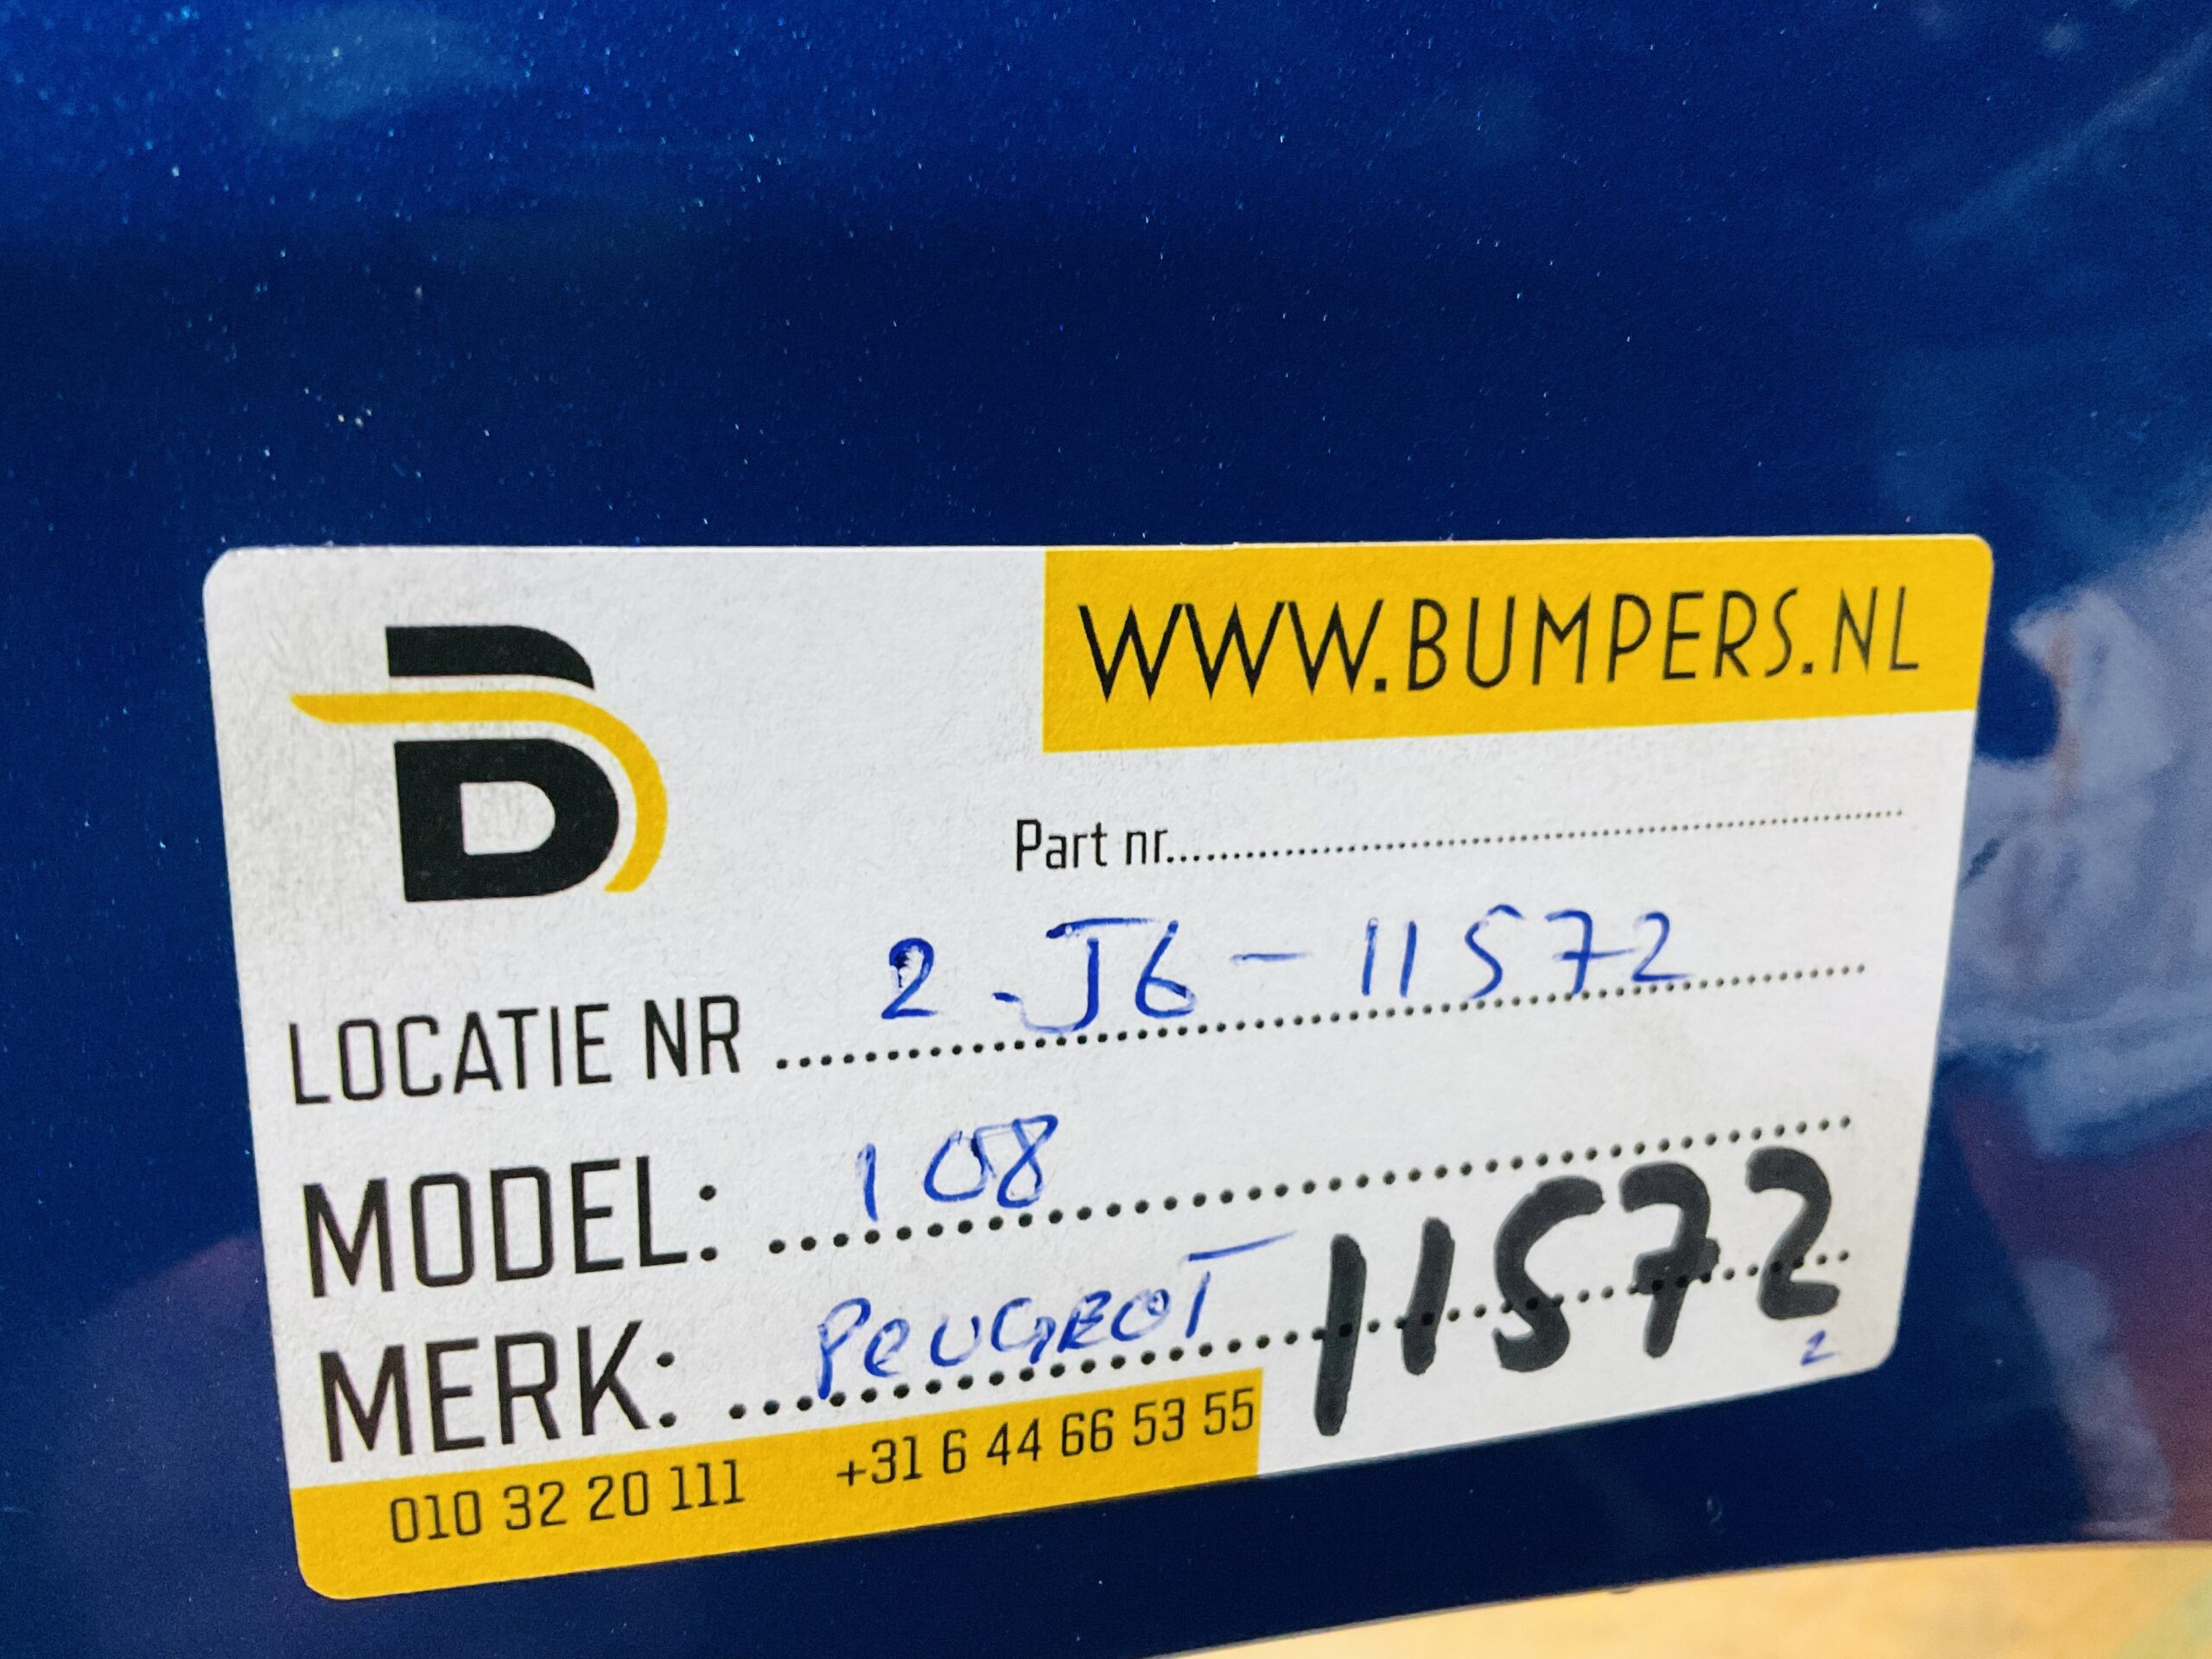 B
WWW.BUMPERS.NL
Part nr.......................................................
LOCATIE NR 2-J6-11572
MODEL: 108
MERK: PEUGEOT 11572
2
010 32 20 111 +31 6 44 66 53 55